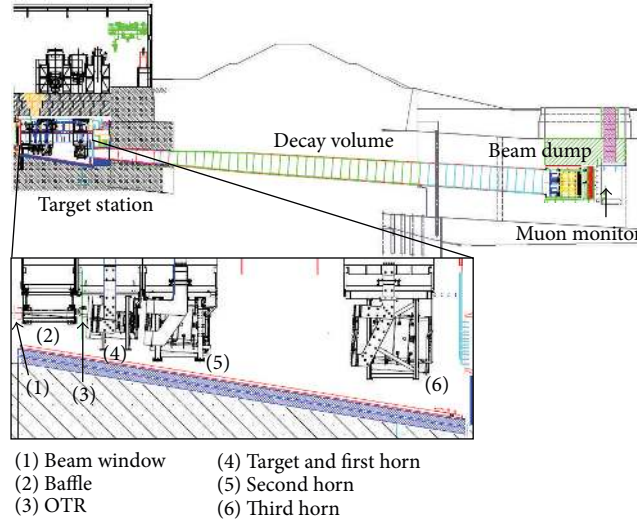 Decay volume
Beam dump
Target station
Muon monitor
(2)
(4)
(5)
(6)
(1)
(3)
(1) Beam window
(2) Baffle
(3) OTR
(4) Target and first horn
(5) Second horn
(6) Third horn